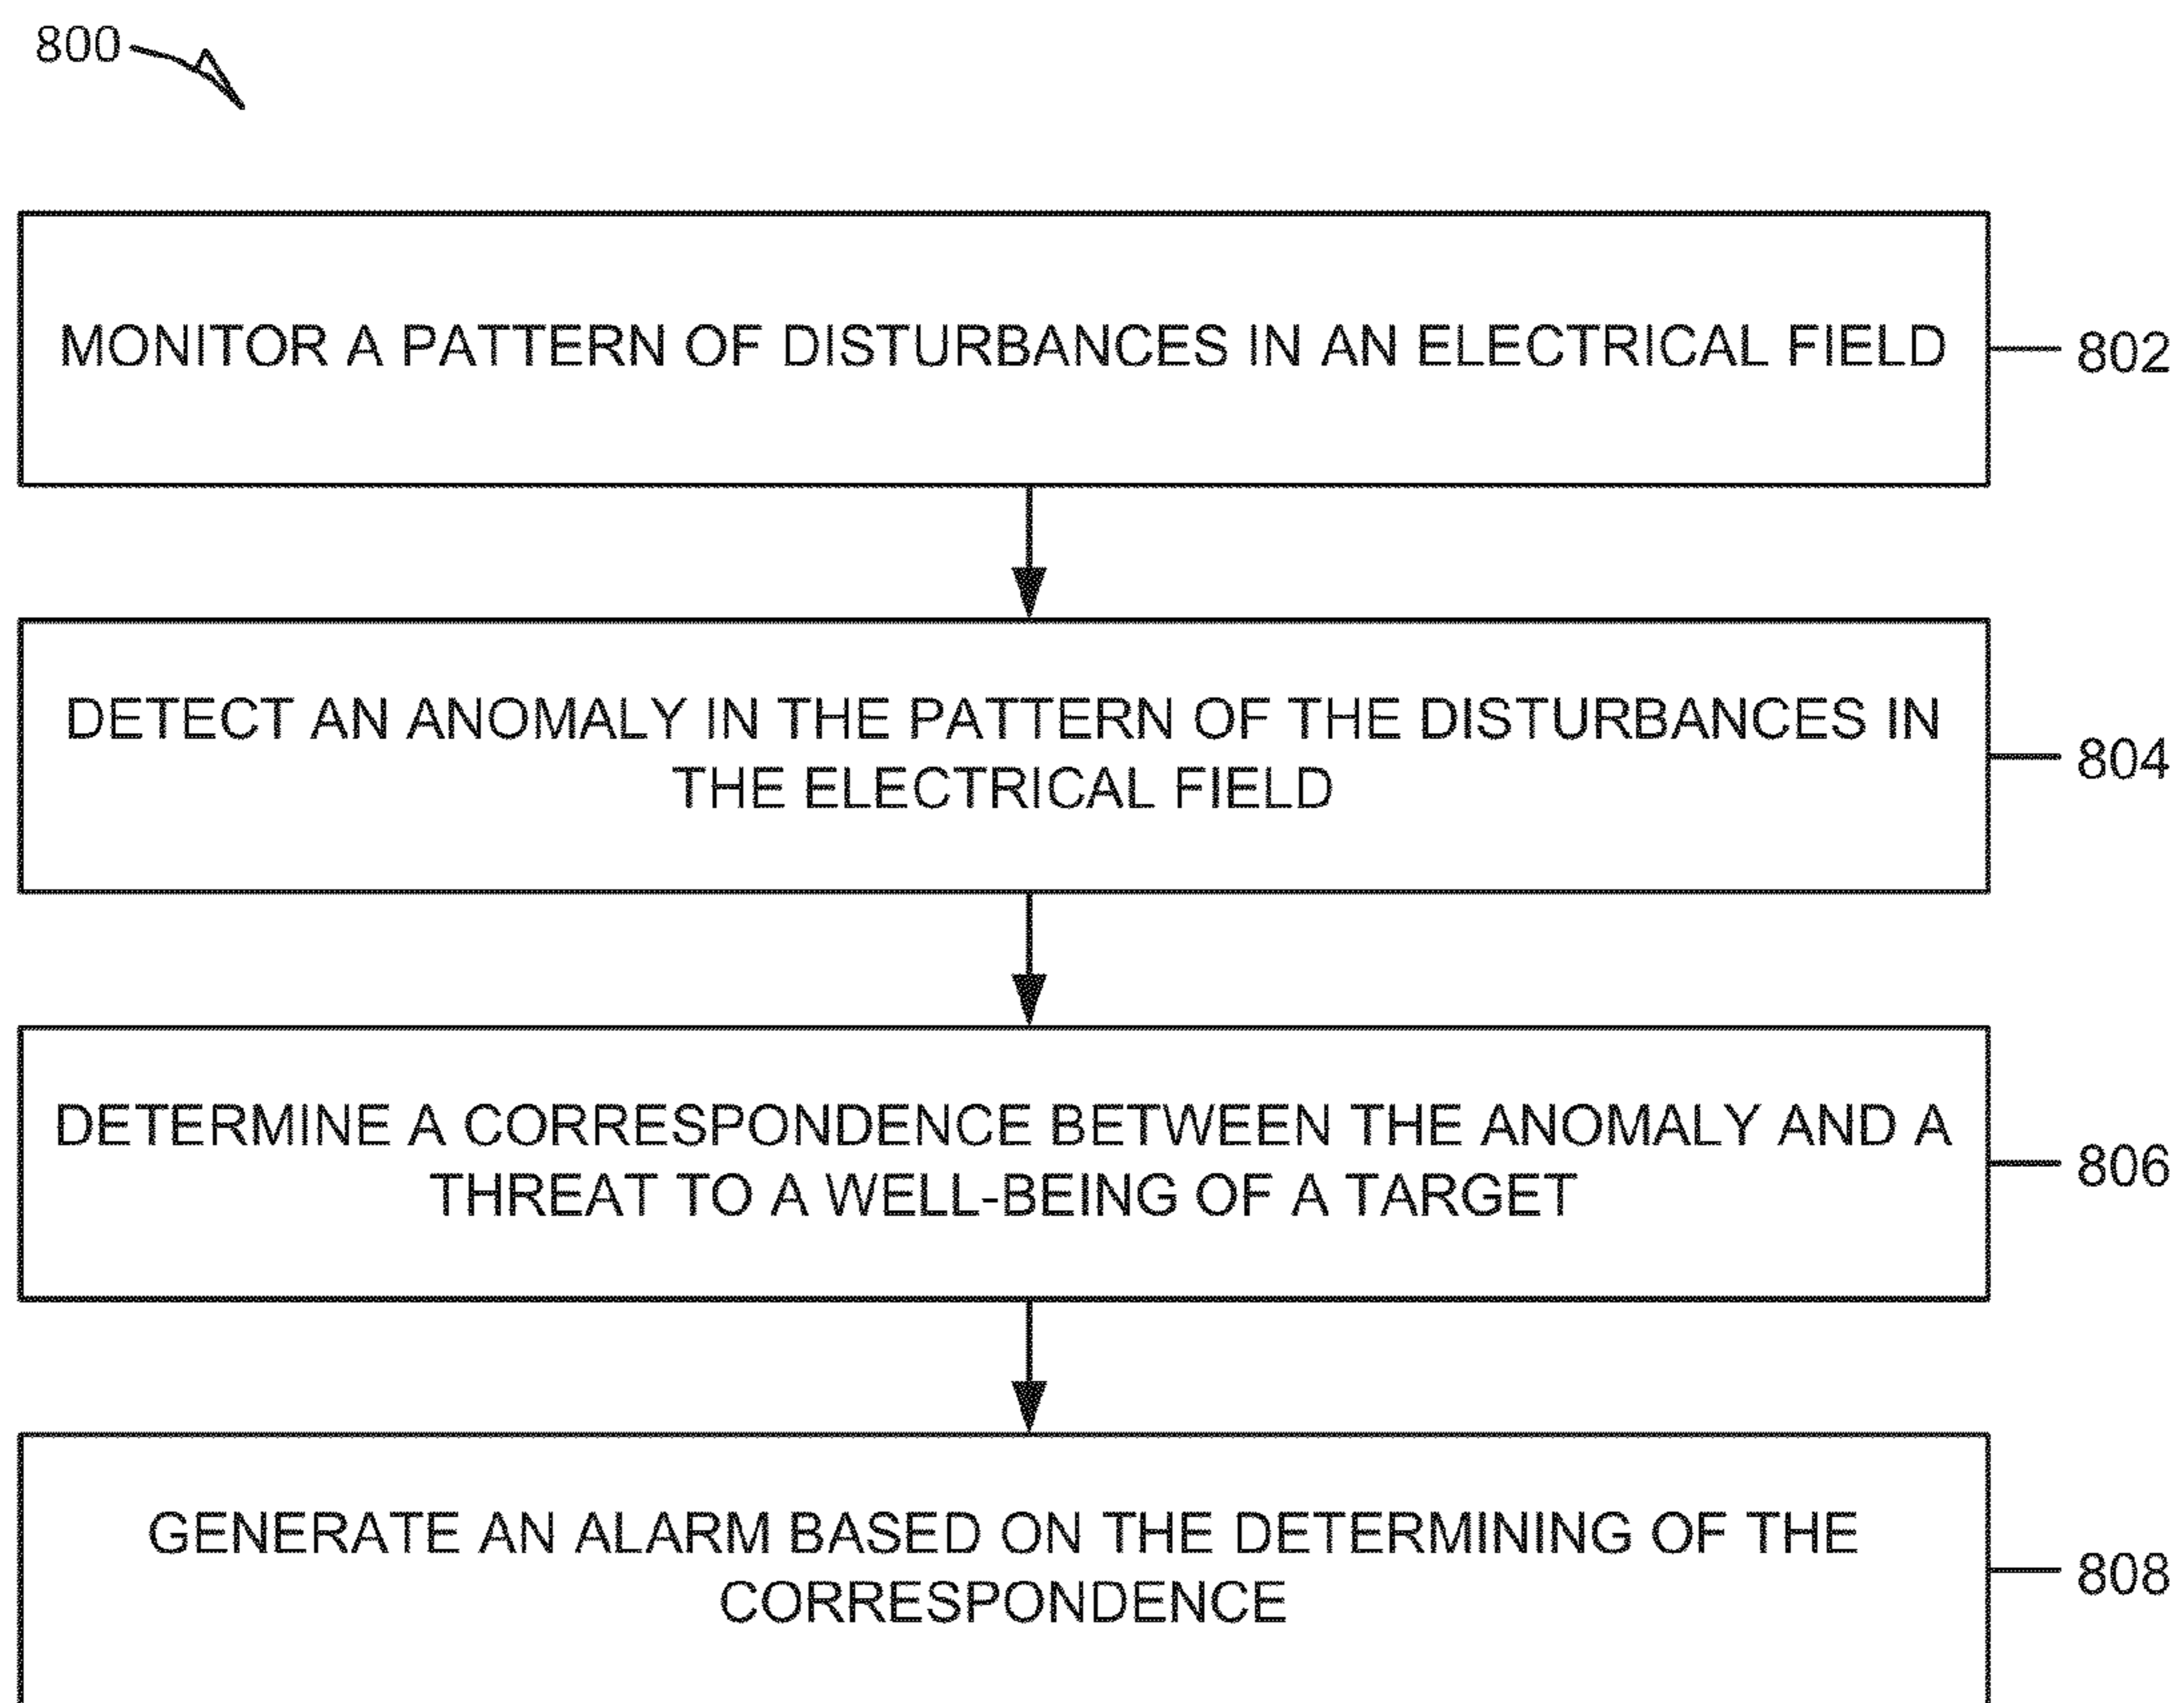 800
MONITOR A PATTERN OF DISTURBANCES IN AN ELECTRICAL FIELD
802
DETECT AN ANOMALY IN THE PATTERN OF THE DISTURBANCES IN
THE ELECTRICAL FIELD
804
DETERMINE A CORRESPONDENCE BETWEEN THE ANOMALY AND A
THREAT TO A WELL-BEING OF A TARGET
806
GENERATE AN ALARM BASED ON THE DETERMINING OF THE
CORRESPONDENCE
808